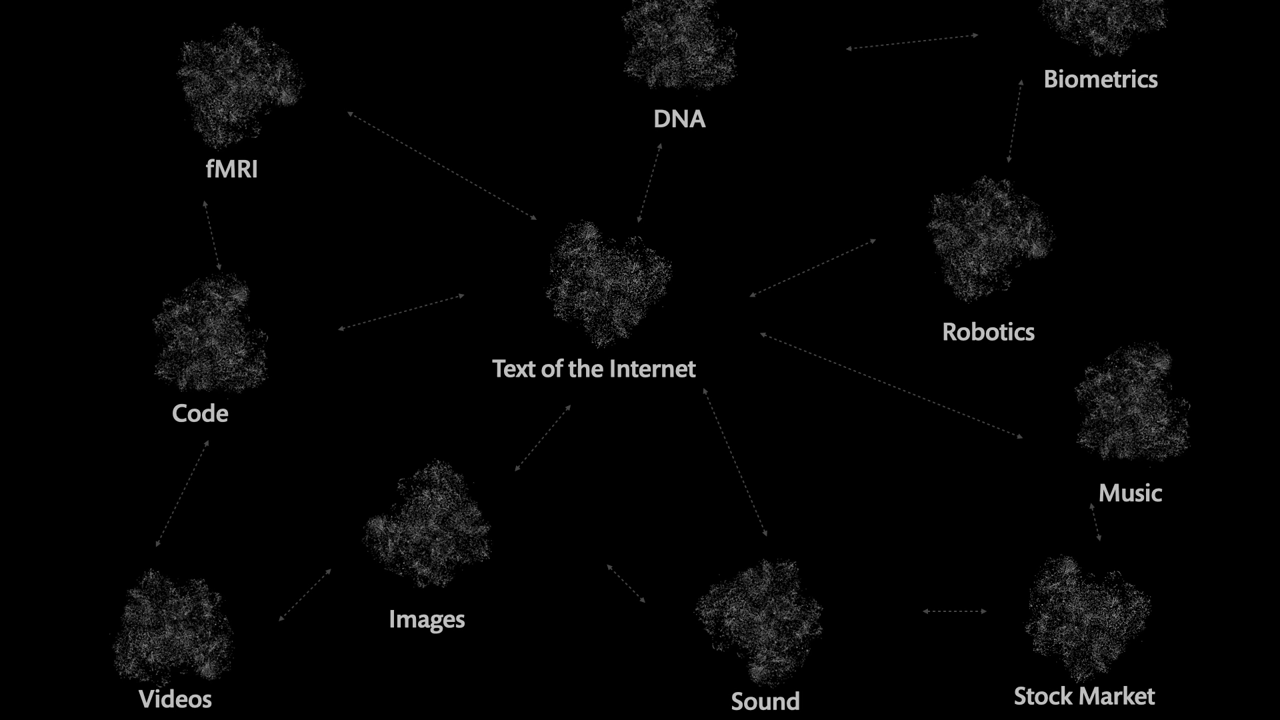 Biometrics
DNA
fMRI
Robotics
Text of the Internet
Code
Music
Images
Stock Market
Videos
Sound